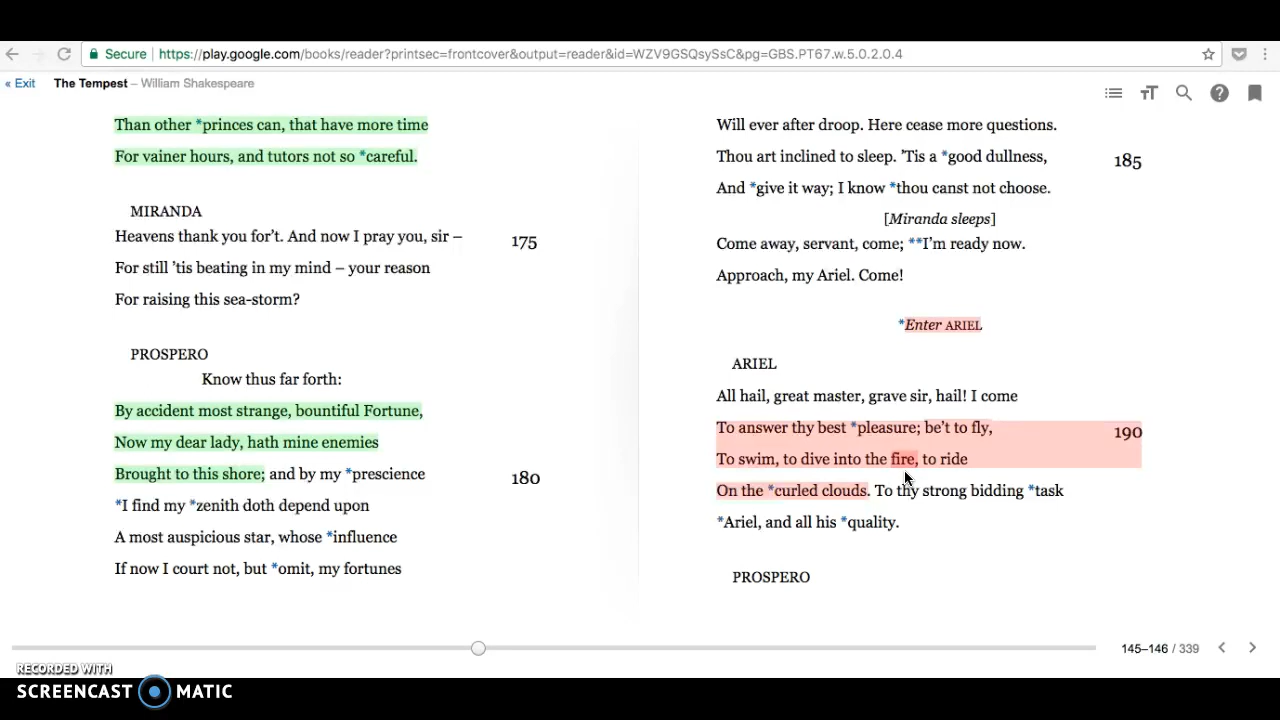 Secure | https://play.google.com/books/reader?printsec=frontcover&output=reader&id=WZV9GSQsySsC&pg=GBS.PT67.w.5.0.2.0.4
« Exit The Tempest – William Shakespeare
Than other *princes can, that have more time
For vainer hours, and tutors not so *careful.
MIRANDA
Heavens thank you for’t. And now I pray you, sir – 175
For still ’tis beating in my mind – your reason
For raising this sea-storm?
PROSPERO
Know thus far forth:
By accident most strange, bountiful Fortune,
Now my dear lady, hath mine enemies
Brought to this shore; and by my *prescience 180
*I find my *zenith doth depend upon
A most auspicious star, whose *influence
If now I court not, but *omit, my fortunes
Will ever after droop. Here cease more questions.
Thou art inclined to sleep. ’Tis a *good dullness, 185
And *give it way; I know *thou canst not choose.
[Miranda sleeps]
Come away, servant, come; **I’m ready now.
Approach, my Ariel. Come!
*Enter ARIEL
ARIEL
All hail, great master, grave sir, hail! I come
To answer thy best *pleasure; be’t to fly, 190
To swim, to dive into the fire, to ride
On the *curled clouds. To thy strong bidding *task
*Ariel, and all his *quality.
PROSPERO
145–146 / 339
RECORDED WITH
SCREENCAST MATIC